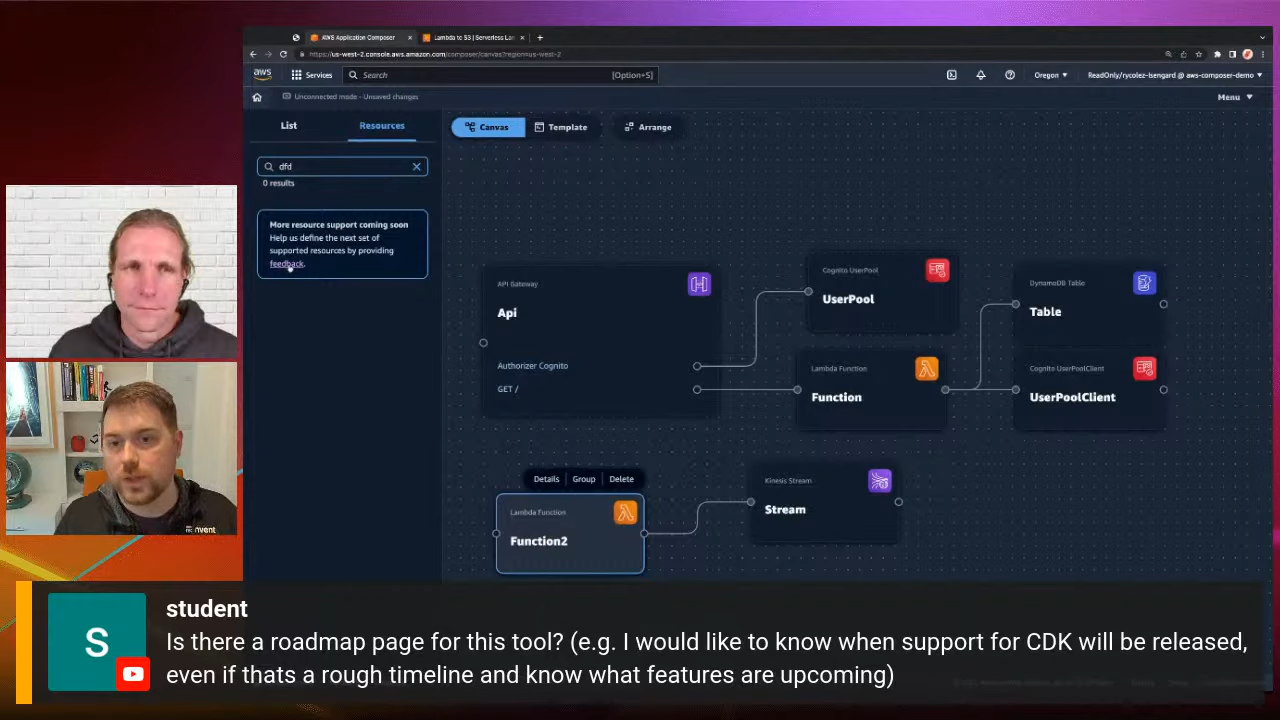 AWS Application Composer
Lambda to S3 | Serverless Lan
https://us-west-2.console.aws.amazon.com/composer/canvas?region=us-west-2
aws
Services
Search
[Option+S]
Oregon
ReadOnly/rycolez-Isengard @ aws-composer-demo
Unconnected mode - Unsaved changes
Menu
List
Resources
Canvas
Template
Arrange
dfd
0 results
More resource support coming soon
Help us define the next set of
supported resources by providing
feedback.
API Gateway
Api
Authorizer Cognito
GET /
Cognito UserPool
UserPool
Lambda Function
Function
DynamoDB Table
Table
Cognito UserPoolClient
UserPoolClient
Details
Group
Delete
Lambda Function
Function2
Kinesis Stream
Stream
S
student
Is there a roadmap page for this tool? (e.g. I would like to know when support for CDK will be released,
even if thats a rough timeline and know what features are upcoming)